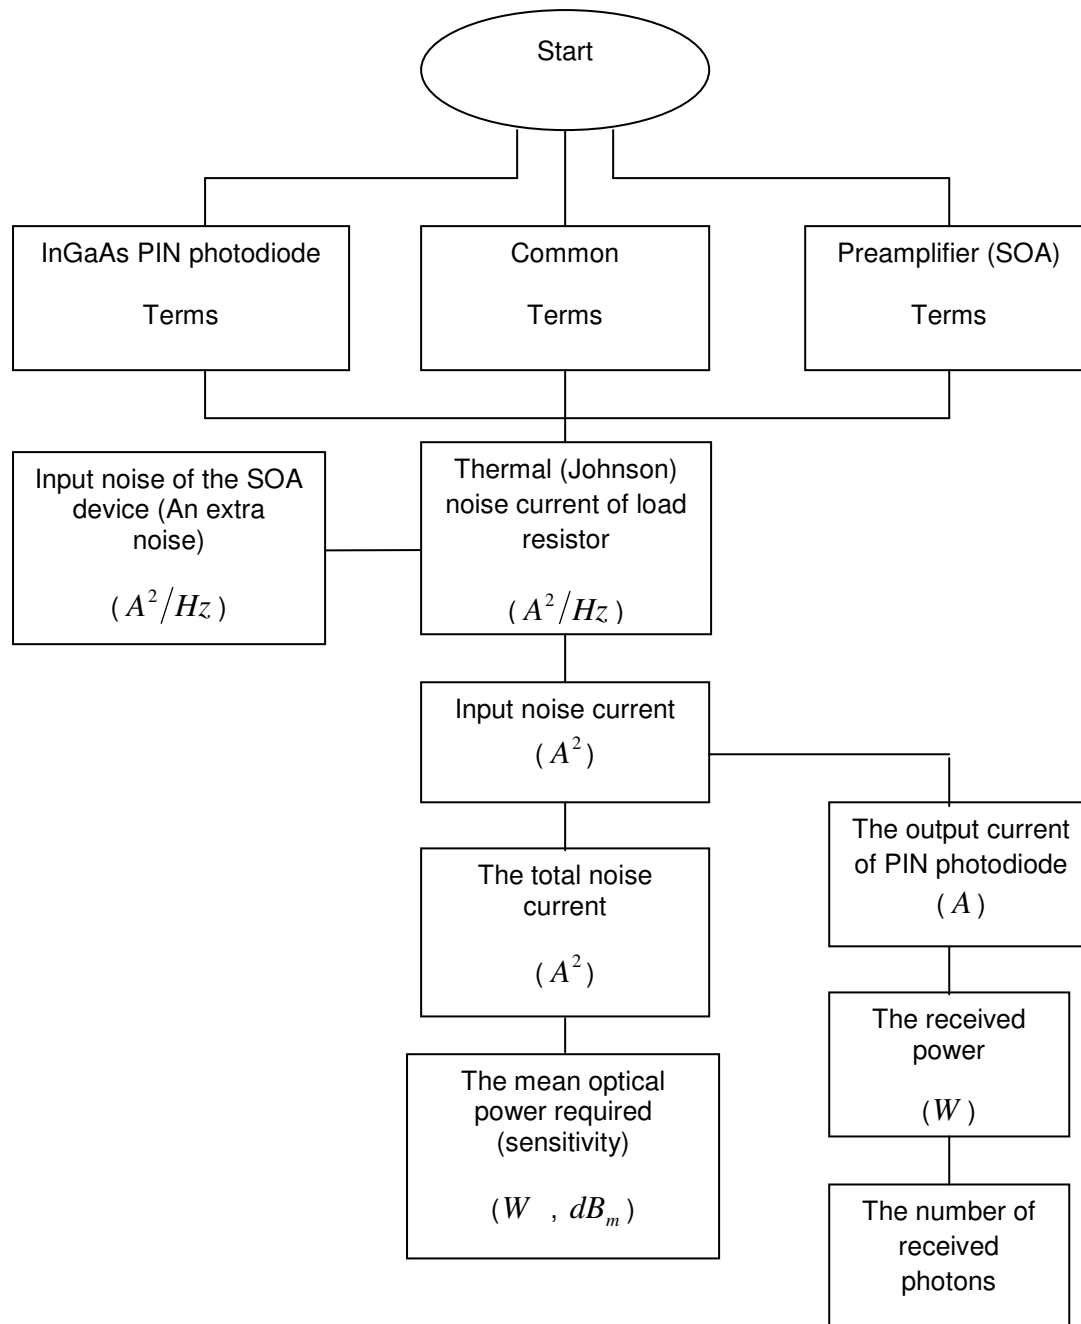 Start
InGaAs PIN photodiode
Terms
Common
Terms
Preamplifier (SOA)
Terms
Input noise of the SOA
device (An extra
noise)
( A²/Hz )
Thermal (Johnson)
noise current of load
resistor
( A²/Hz )
Input noise current
( A² )
The output current
of PIN photodiode
( A )
The total noise
current
( A² )
The received
power
( W )
The mean optical
power required
(sensitivity)
( W , dBₘ )
The number of
received
photons